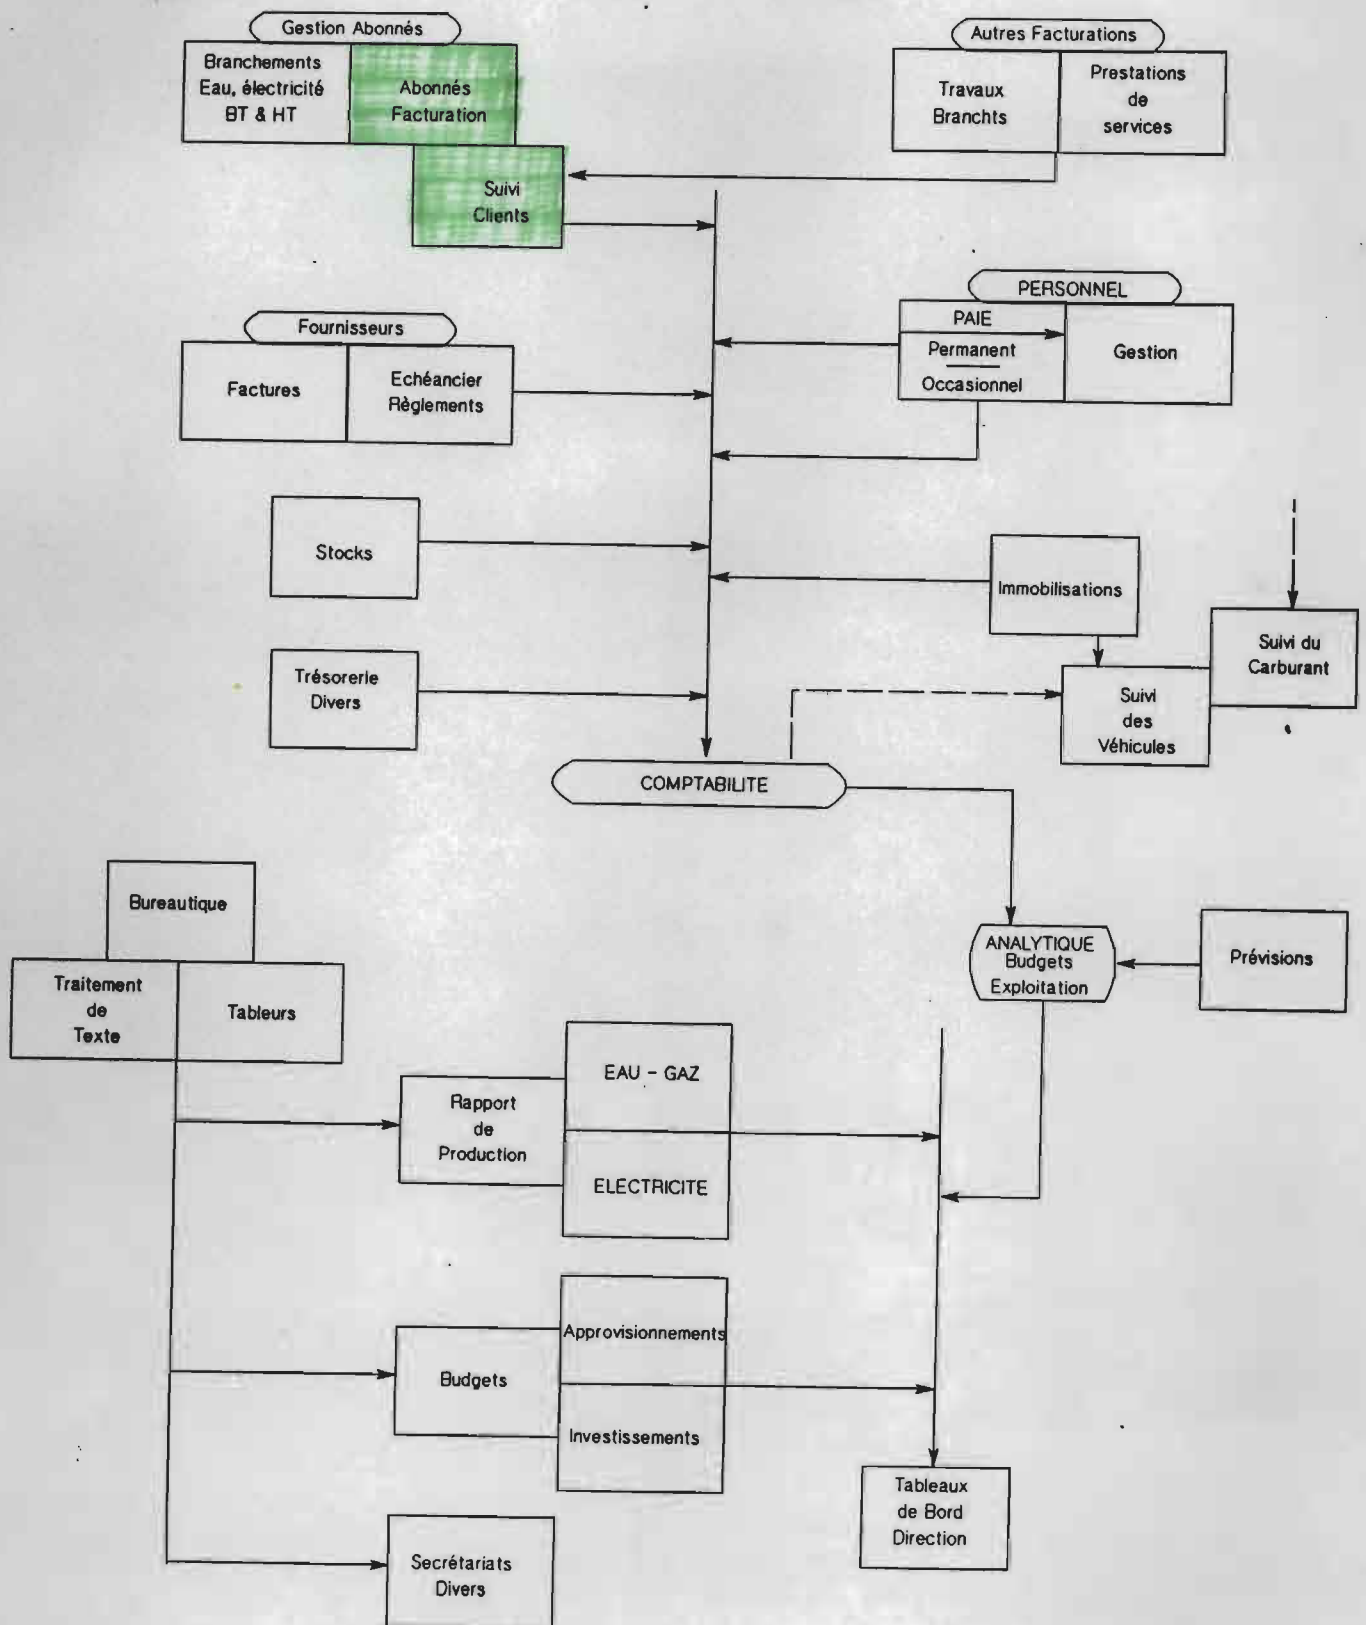 Gestion Abonnés
Branchements
Eau, électricité
BT & HT
Abonnés
Facturation
Suivi
Clients
Autres Facturations
Travaux
Branchts
Prestations
de
services
PERSONNEL
PAIE
Permanent
Occasionnel
Gestion
Fournisseurs
Factures
Echéancier
Règlements
Stocks
Immobilisations
Suivi du
Carburant
Trésorerie
Divers
Suivi
des
Véhicules
COMPTABILITE
Bureautique
Traitement
de
Texte
Tableurs
ANALYTIQUE
Budgets
Exploitation
Prévisions
Rapport
de
Production
EAU - GAZ
ELECTRICITE
Budgets
Approvisionnements
Investissements
Tableaux
de Bord
Direction
Secrétariats
Divers